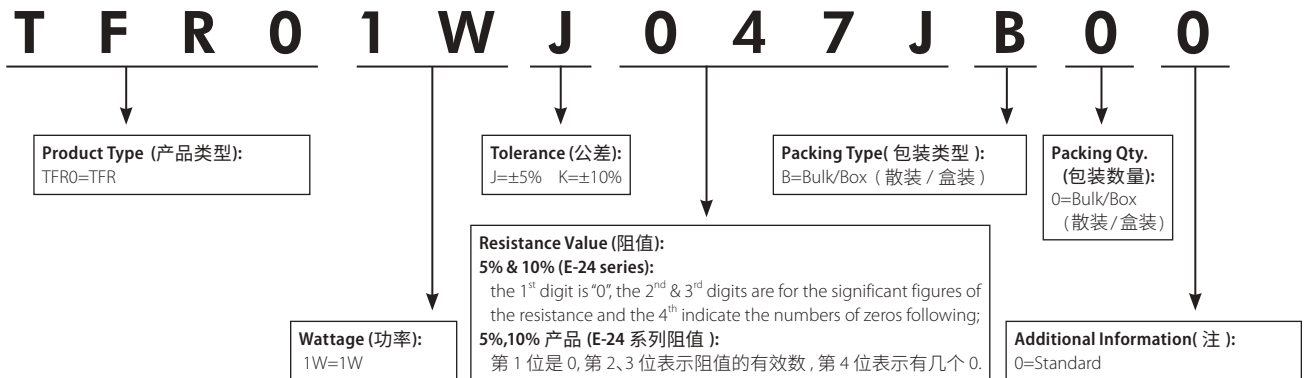 T F R 0 1 W J 0 4 7 J B 0 0
Product Type (产品类型):
TFR0=TFR
Tolerance (公差):
J=±5% K=±10%
Packing Type( 包装类型 ):
B=Bulk/Box ( 散装 / 盒装 )
Packing Qty.
(包装数量):
0=Bulk/Box
(散装/盒装)
Resistance Value (阻值):
5% & 10% (E-24 series):
the 1st digit is “0”, the 2nd & 3rd digits are for the significant figures of
the resistance and the 4th indicate the numbers of zeros following;
5%,10% 产品 (E-24 系列阻值 ):
第 1 位是 0, 第 2、3 位表示阻值的有效数 , 第 4 位表示有几个 0.
Wattage (功率):
1W=1W
Additional Information( 注 ):
0=Standard